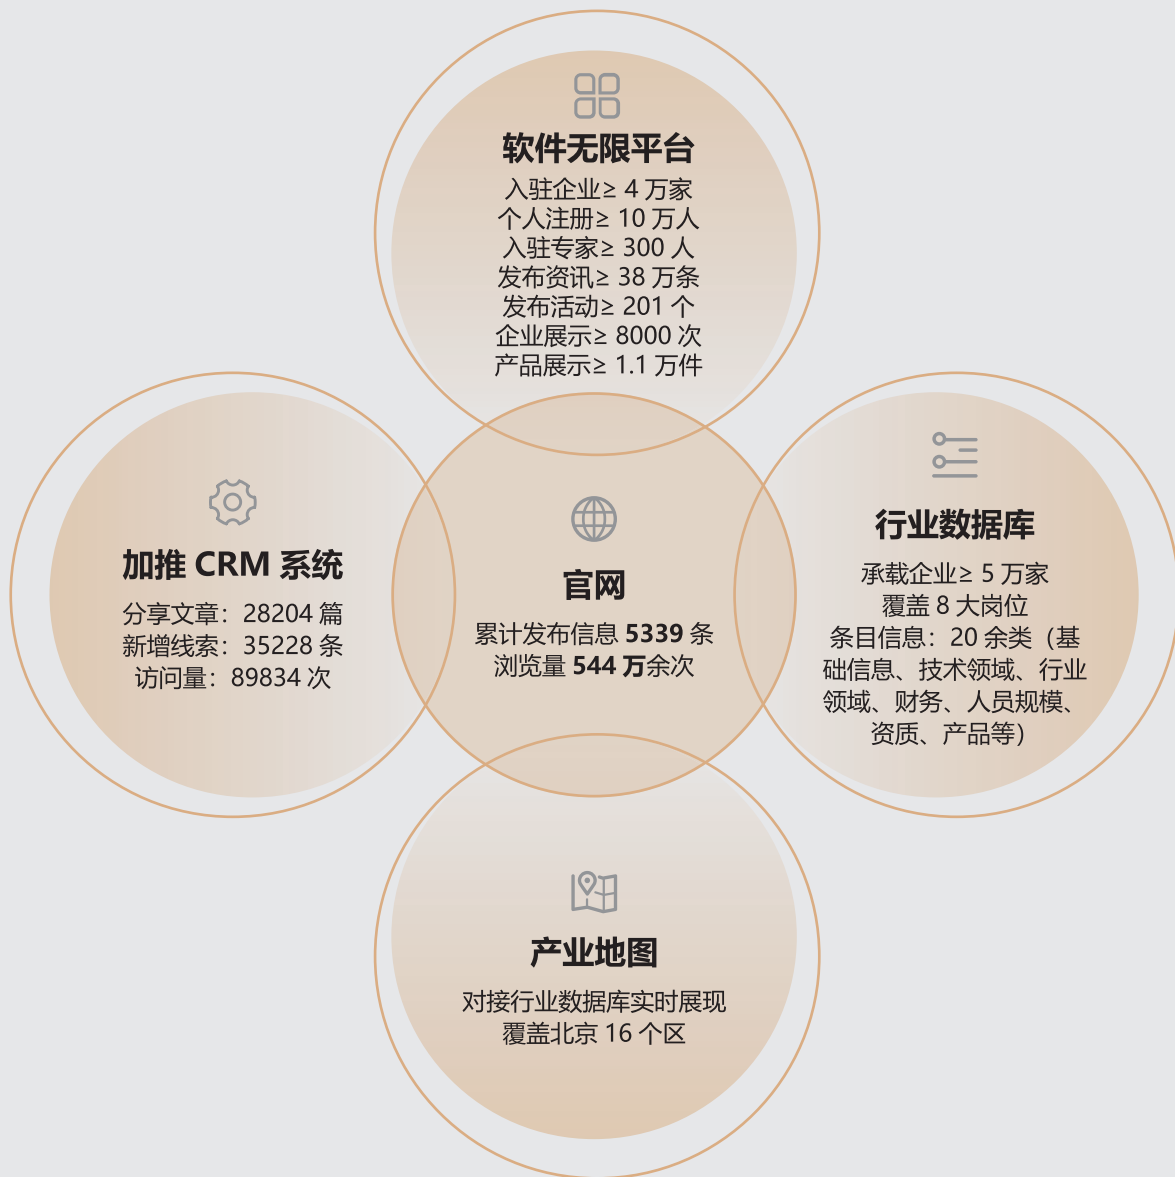 软件无限平台
入驻企业≥ 4 万家
个人注册≥ 10 万人
入驻专家≥ 300 人
发布资讯≥ 38 万条
发布活动≥ 201 个
企业展示≥ 8000 次
产品展示≥ 1.1 万件
加推 CRM 系统
分享文章：28204 篇
新增线索：35228 条
访问量：89834 次
官网
累计发布信息 5339 条
浏览量 544 万余次
行业数据库
承载企业≥ 5 万家
覆盖 8 大岗位
条目信息：20 余类（基
础信息、技术领域、行业
领域、财务、人员规模、
资质、产品等）
产业地图
对接行业数据库实时展现
覆盖北京 16 个区